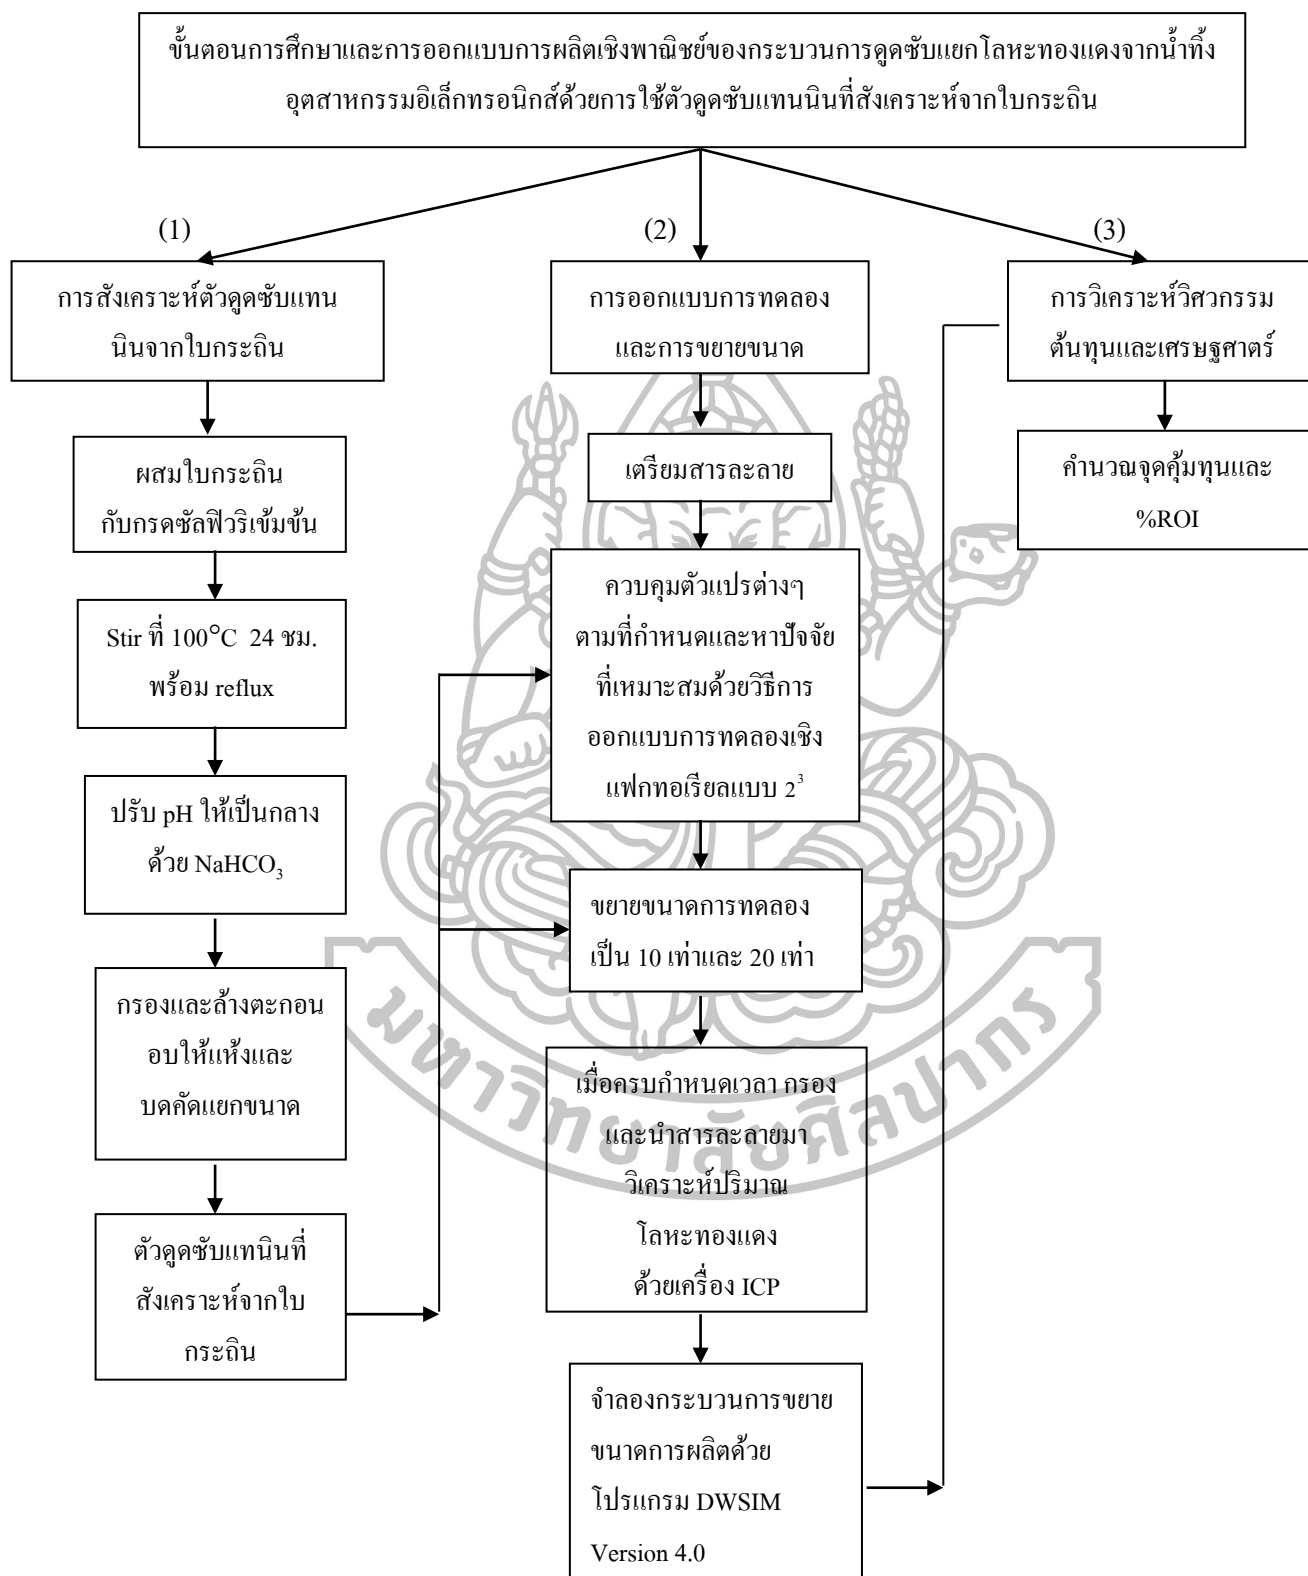 ขั้นตอนการศึกษาและการออกแบบการผลิตเชิงพาณิชย์ของกระบวนการดูดซับแยกโลหะทองแดงจากน้ำทิ้ง
อุตสาหกรรมอิเล็กทรอนิกส์ด้วยการใช้ตัวดูดซับแทนนินที่สังเคราะห์จากใบกระถิน
(1)
การสังเคราะห์ตัวดูดซับแทน
นินจากใบกระถิน
ผสมใบกระถิน
กับกรดซัลฟิวริเข้มข้น
Stir ที่ 100°C 24 ชม.
พร้อม reflux
ปรับ pH ให้เป็นกลาง
ด้วย NaHCO₃
กรองและล้างตะกอน
อบให้แห้งและ
บดคัดแยกขนาด
ตัวดูดซับแทนินที่
สังเคราะห์จากใบ
กระถิน
(2)
การออกแบบการทดลอง
และการขยายขนาด
เตรียมสารละลาย
ควบคุมตัวแปรต่างๆ
ตามที่กำหนดและหาปัจจัย
ที่เหมาะสมด้วยวิธีการ
ออกแบบการทดลองเชิง
แฟกทอเรียลแบบ 2³
ขยายขนาดการทดลอง
เป็น 10 เท่าและ 20 เท่า
เมื่อครบกำหนดเวลา กรอง
และนำสารละลายมา
วิเคราะห์ปริมาณ
โลหะทองแดง
ด้วยเครื่อง ICP
จำลองกระบวนการขยาย
ขนาดการผลิตด้วย
โปรแกรม DWSIM
Version 4.0
(3)
การวิเคราะห์วิศวกรรม
ต้นทุนและเศรษฐศาตร์
คำนวณจุดคุ้มทุนและ
%ROI
มหาวิทยาลัยศิลปากร